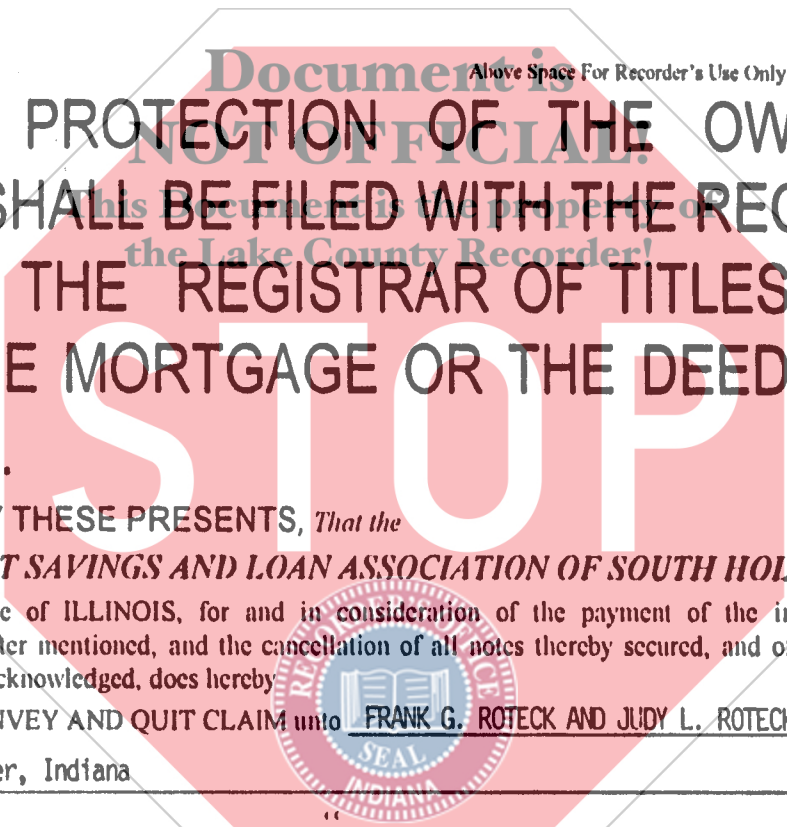 Document is
Above Space For Recorder's Use Only
NOT OFFICIAL!
PROTECTION OF THE OW
This Document is the property of
SHALL BE FILED WITH THE REC
the Lake County Recorder!
THE REGISTRAR OF TITLES
E MORTGAGE OR THE DEED
STOP
THESE PRESENTS, That the
T SAVINGS AND LOAN ASSOCIATION OF SOUTH HOL
e of ILLINOIS, for and in consideration of the payment of the in
ter mentioned, and the cancellation of all notes thereby secured, and o
cknowledged, does hereby
NVEY AND QUIT CLAIM unto FRANK G. ROTECK AND JUDY L. ROTECK
er, Indiana
RECORDER'S OFFICE
SEAL
INDIANA